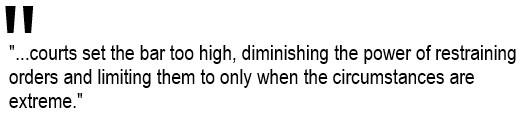 "
"...courts set the bar too high, diminishing the power of restraining
orders and limiting them to only when the circumstances are
extreme."